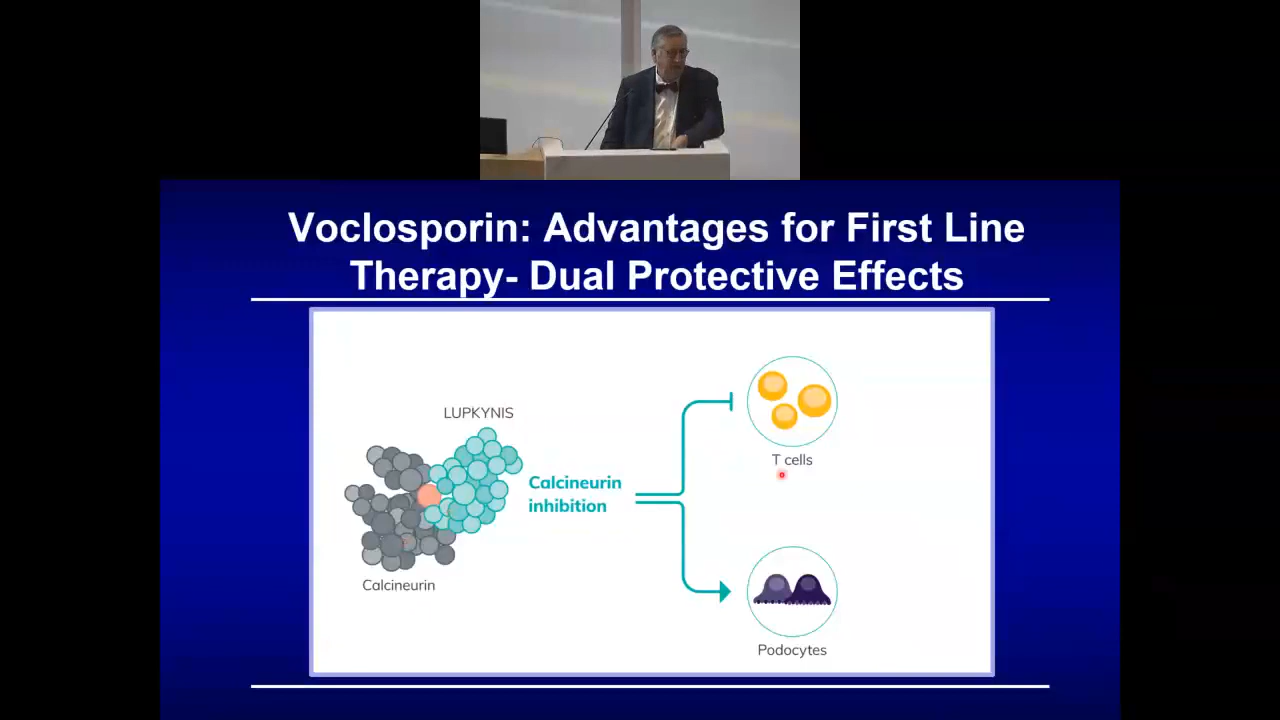 Voclosporin: Advantages for First Line
Therapy- Dual Protective Effects
LUPKYNIS
Calcineurin
inhibition
Calcineurin
T cells
Podocytes